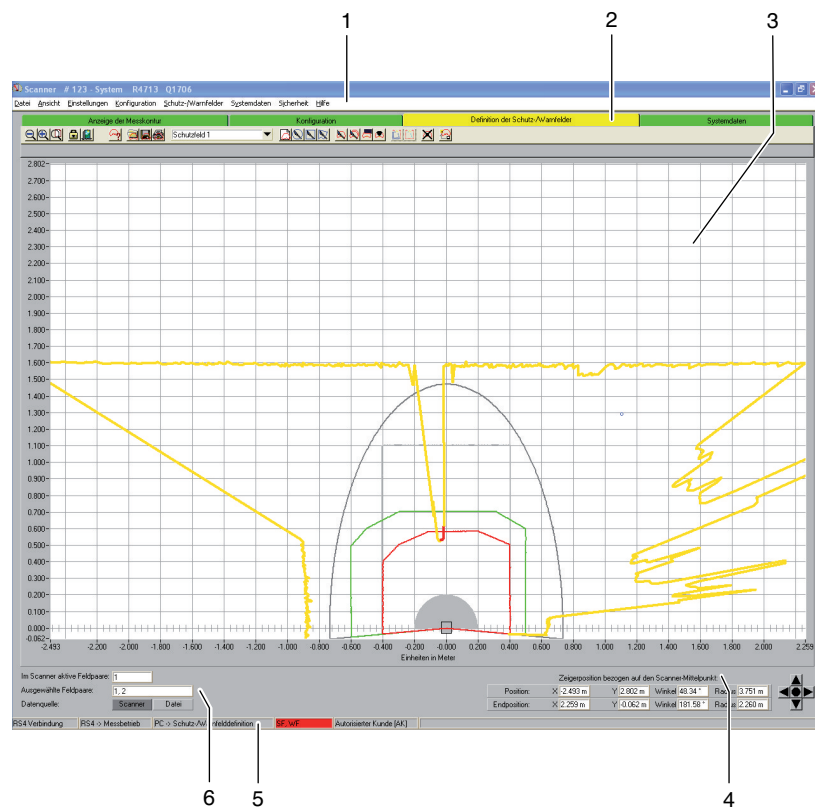 1 2 3
Scanner # 123 - System R4713 Q1706
Datei Ansicht Einstellungen Konfiguration Schutz-/Warnfelder Systemdaten Sicherheit Hilfe
Anzeige der Messkontur Konfiguration Definition der Schutz-/Warnfelder Systemdaten
Schutzfeld 1
2.802
2.700
2.600
2.500
2.400
2.300
2.200
2.100
2.000
1.900
1.800
1.700
1.600
1.500
1.400
1.300
1.200
1.100
1.000
0.900
0.800
0.700
0.600
0.500
0.400
0.300
0.200
0.100
0.000
-0.062
-2.493 -2.200 -2.000 -1.800 -1.600 -1.400 -1.200 -1.000 -0.800 -0.600 -0.400 -0.200 -0.000 0.200 0.400 0.600 0.800 1.000 1.200 1.400 1.600 1.800 2.000 2.259
Einheiten in Meter
Im Scanner aktive Feldpaare: 1
Zeigerposition bezogen auf den Scanner-Mittelpunkt:
Ausgewählte Feldpaare: 1, 2
Position: X -2.493 m Y 2.802 m Winkel 48.34 ° Radius 3.751 m
Datenquelle: Scanner Datei
Endposition: X 2.259 m Y -0.062 m Winkel 181.58 ° Radius 2.260 m
RS4 Verbindung RS4 -> Messbetrieb PC -> Schutz-/Warnfelddefinition SF, WF Autorisierter Kunde [AK]
6 5 4